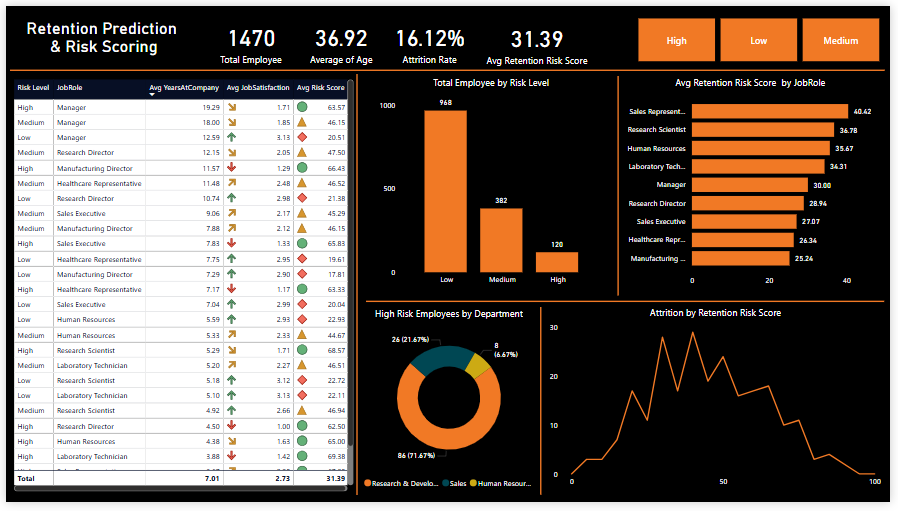 Retention Prediction
& Risk Scoring
1470
Total Employee
36.92
Average of Age
16.12%
Attrition Rate
31.39
Avg Retention Risk Score
High
Low
Medium
Risk Level JobRole Avg YearsAtCompany Avg JobSatisfaction Avg Risk Score
High Manager 19.29 1.71 63.57
Medium Manager 18.00 1.85 46.15
Low Manager 12.59 3.13 20.51
Medium Research Director 12.15 2.05 47.50
High Manufacturing Director 11.57 1.29 66.43
Medium Healthcare Representative 11.48 2.48 46.52
Low Research Director 10.74 2.98 21.38
Medium Sales Executive 9.06 2.17 45.29
Medium Manufacturing Director 7.88 2.12 46.15
High Sales Executive 7.83 1.33 65.83
Low Healthcare Representative 7.75 2.95 19.61
Low Manufacturing Director 7.29 2.90 17.81
High Healthcare Representative 7.17 1.17 63.33
Low Sales Executive 7.04 2.99 20.04
Low Human Resources 5.59 2.93 22.93
Medium Human Resources 5.33 2.33 44.67
High Research Scientist 5.29 1.71 68.57
Medium Laboratory Technician 5.20 2.27 46.51
Low Research Scientist 5.18 3.12 22.72
Low Laboratory Technician 5.10 3.13 22.11
Medium Research Scientist 4.92 2.66 46.94
High Research Director 4.50 1.00 62.50
High Human Resources 4.38 1.63 65.00
High Laboratory Technician 3.88 1.42 69.38
Total 7.01 2.73 31.39
Total Employee by Risk Level
1000
500
0
968
382
120
Low Medium High
Avg Retention Risk Score by JobRole
Sales Represent... 40.42
Research Scientist 36.78
Human Resources 35.67
Laboratory Tech... 34.31
Manager 30.00
Research Director 28.94
Sales Executive 27.07
Healthcare Repr... 26.34
Manufacturing ... 25.24
0 20 40
High Risk Employees by Department
26 (21.67%)
8
(6.67%)
86 (71.67%)
Research & Develo... Sales Human Resour...
Attrition by Retention Risk Score
30
20
10
0
0 50 100